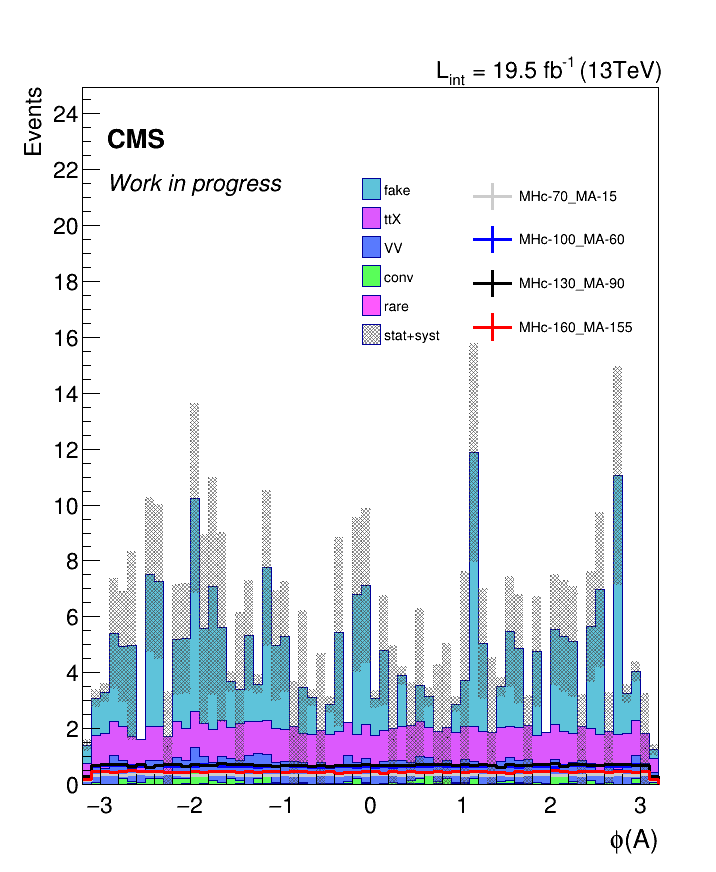 L_int = 19.5 fb^-1 (13TeV)
Events
CMS
Work in progress
fake
ttX
VV
conv
rare
stat+syst
MHc-70_MA-15
MHc-100_MA-60
MHc-130_MA-90
MHc-160_MA-155
24
22
20
18
16
14
12
10
8
6
4
2
0
−3 −2 −1 0 1 2 3
ϕ(A)